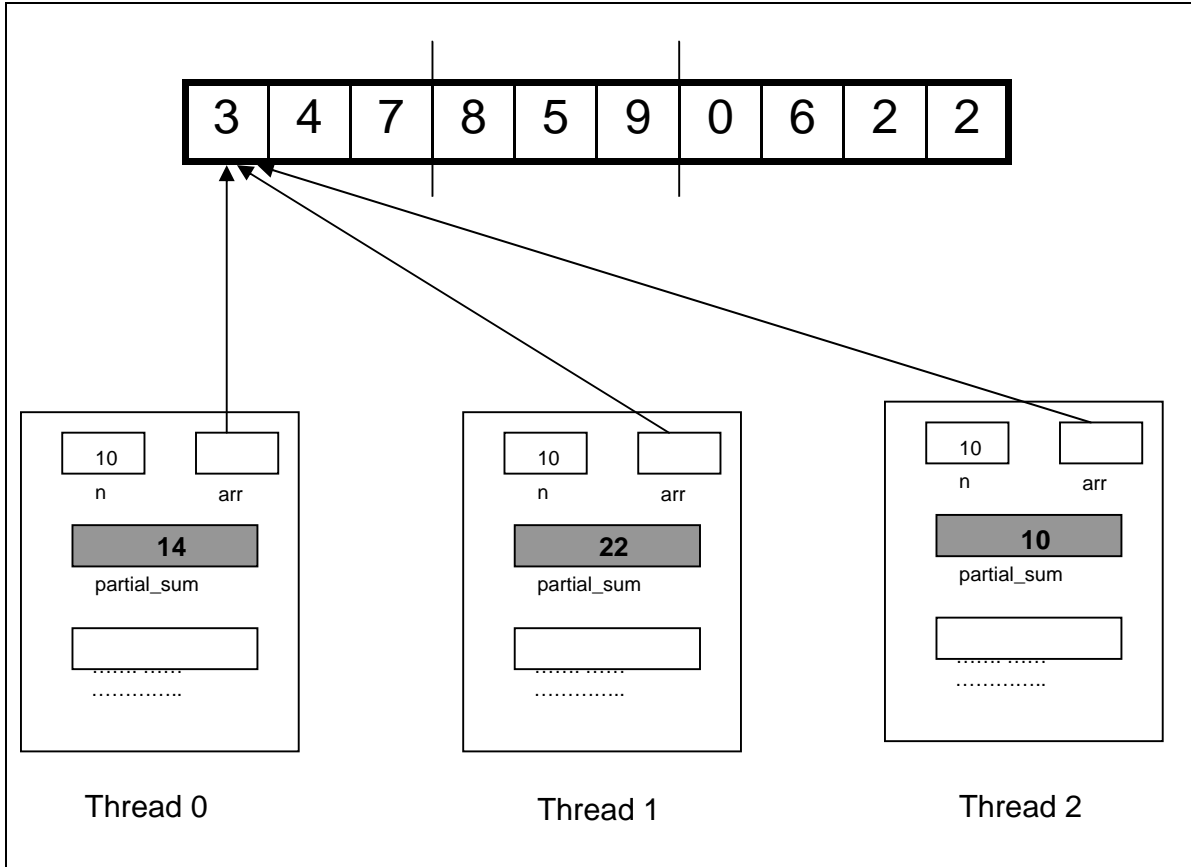 3 4 7 8 5 9 0 6 2 2
10
n arr
14
partial_sum
……. ……
…………..
Thread 0
10
n arr
22
partial_sum
……. ……
…………..
Thread 1
10
n arr
10
partial_sum
……. ……
…………..
Thread 2